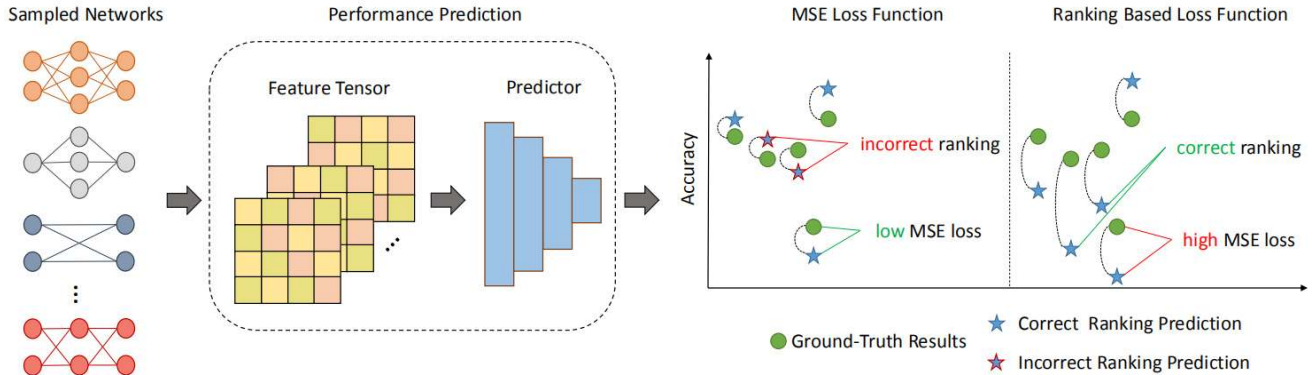 Sampled Networks
Performance Prediction
MSE Loss Function
Ranking Based Loss Function
Feature Tensor
Predictor
...
...
Accuracy
incorrect ranking
low MSE loss
correct ranking
high MSE loss
Ground-Truth Results
Correct Ranking Prediction
Incorrect Ranking Prediction